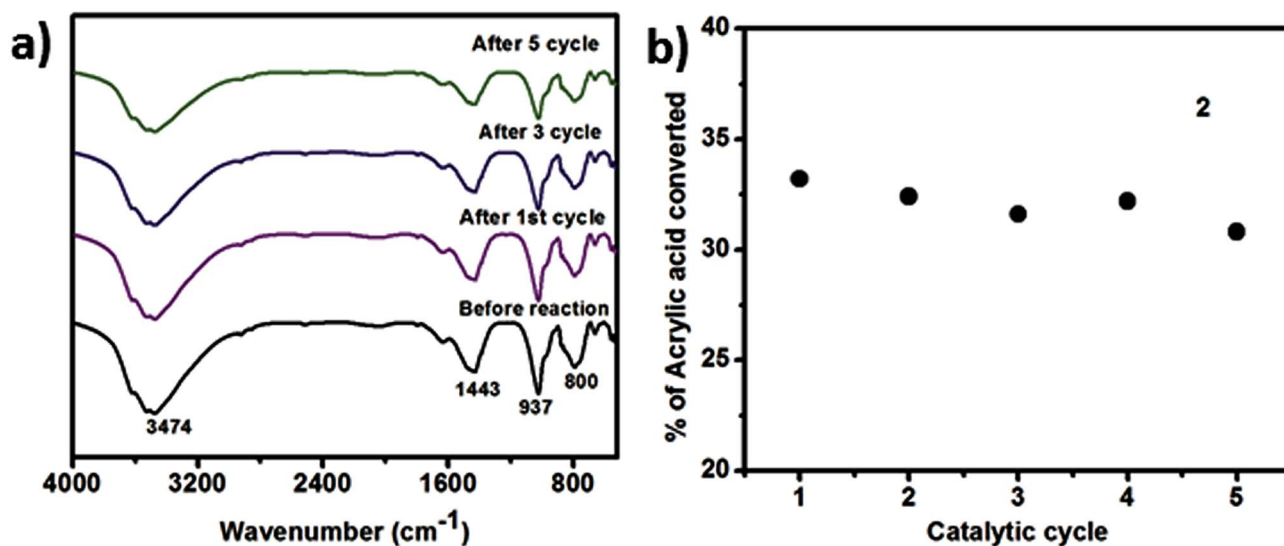 a)
After 5 cycle
After 3 cycle
After 1st cycle
Before reaction
3474
1443
937
800
4000 3200 2400 1600 800
Wavenumber (cm-1)
b)
% of Acrylic acid converted
40
35
30
25
20
2
1 2 3 4 5
Catalytic cycle